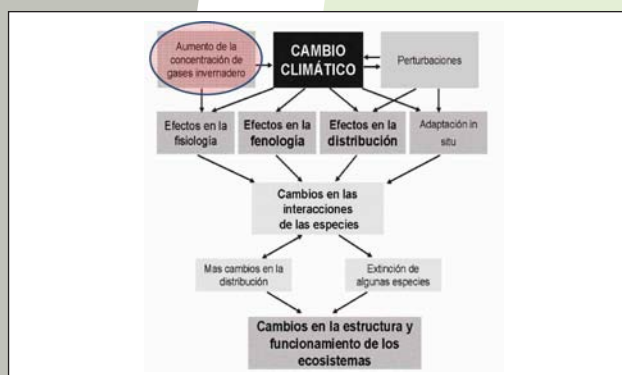 Aumento de la
concentración de
gases invernadero
CAMBIO
CLIMÁTICO
Perturbaciones
Efectos en la
fisiología
Efectos en la
fenología
Efectos en la
distribución
Adaptación in
situ
Cambios en las
interacciones
de las especies
Mas cambios en la
distribución
Extinción de
algunas especies
Cambios en la estructura y
funcionamiento de los
ecosistemas